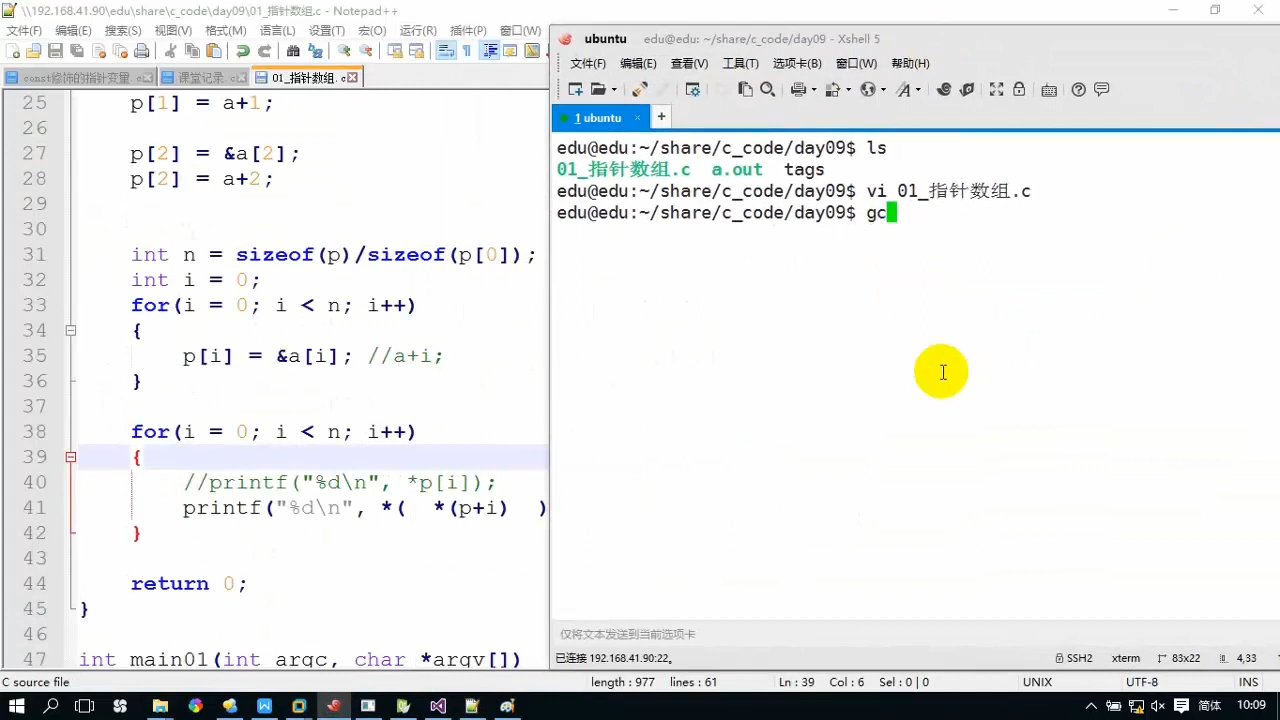 \\192.168.41.90\edu\share\c_code\day09\01_指针数组.c - Notepad++
文件(F) 编辑(E) 搜索(S) 视图(V) 格式(M) 语言(L) 设置(T) 宏(O) 运行(R) 插件(P) 窗口(W)
const修饰的指针变量 课堂记录.c 01_指针数组.c
25 p[1] = a+1;
26
27 p[2] = &a[2];
28 p[2] = a+2;
29
30
31 int n = sizeof(p)/sizeof(p[0]);
32 int i = 0;
33 for(i = 0; i < n; i++)
34 {
35 p[i] = &a[i]; //a+i;
36 }
37
38 for(i = 0; i < n; i++)
39 {
40 //printf("%d\n", *p[i]);
41 printf("%d\n", *( *(p+i) )
42 }
43
44 return 0;
45 }
46
47 int main01(int argc, char *argv[])
C source file length : 977 lines : 61 Ln : 39 Col : 6 Sel : 0 | 0 UNIX UTF-8 INS
ubuntu edu@edu: ~/share/c_code/day09 - Xshell 5
文件(F) 编辑(E) 查看(V) 工具(T) 选项卡(B) 窗口(W) 帮助(H)
1 ubuntu × +
edu@edu:~/share/c_code/day09$ ls
01_指针数组.c a.out tags
edu@edu:~/share/c_code/day09$ vi 01_指针数组.c
edu@edu:~/share/c_code/day09$ gc
仅将文本发送到当前选项卡
已连接 192.168.41.90:22。 SSH2 xterm 83x22 4,33
简体 10:09